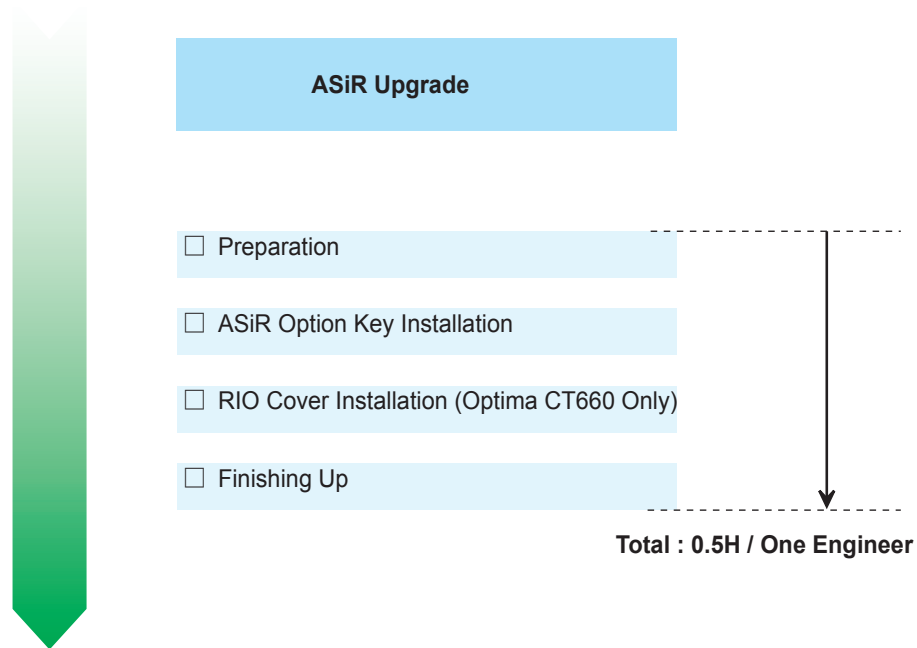 ASiR Upgrade
☐ Preparation
☐ ASiR Option Key Installation
☐ RIO Cover Installation (Optima CT660 Only)
☐ Finishing Up
Total : 0.5H / One Engineer